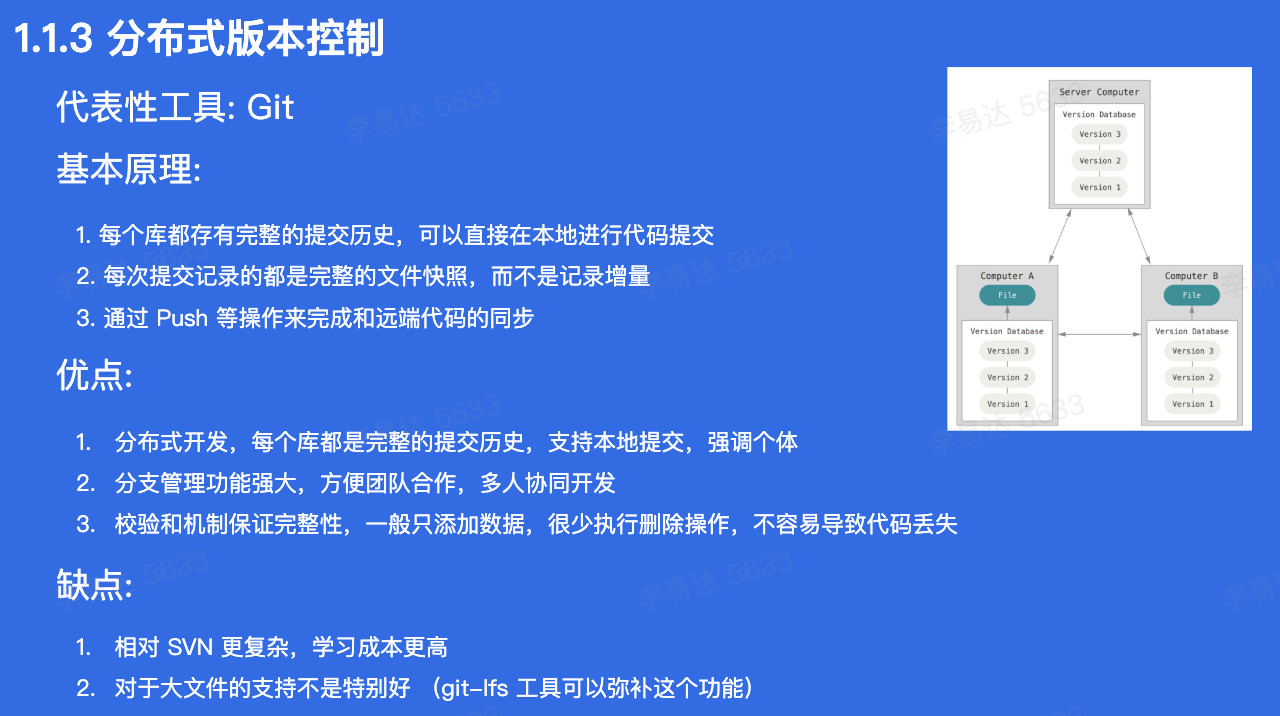 1.1.3 分布式版本控制
代表性工具: Git
基本原理:
1. 每个库都存有完整的提交历史，可以直接在本地进行代码提交
2. 每次提交记录的都是完整的文件快照，而不是记录增量
3. 通过 Push 等操作来完成和远端代码的同步
优点:
1. 分布式开发，每个库都是完整的提交历史，支持本地提交，强调个体
2. 分支管理功能强大，方便团队合作，多人协同开发
3. 校验和机制保证完整性，一般只添加数据，很少执行删除操作，不容易导致代码丢失
缺点:
1. 相对 SVN 更复杂，学习成本更高
2. 对于大文件的支持不是特别好 （git-lfs 工具可以弥补这个功能）
Server Computer
Version Database
Version 3
Version 2
Version 1
Computer A
File
Version Database
Version 3
Version 2
Version 1
Computer B
File
Version Database
Version 3
Version 2
Version 1
李易达 5633
李易达 5633
李易达 5633
李易达 5633
李易达 5633
李易达 5633
李易达 5633
李易达 5633